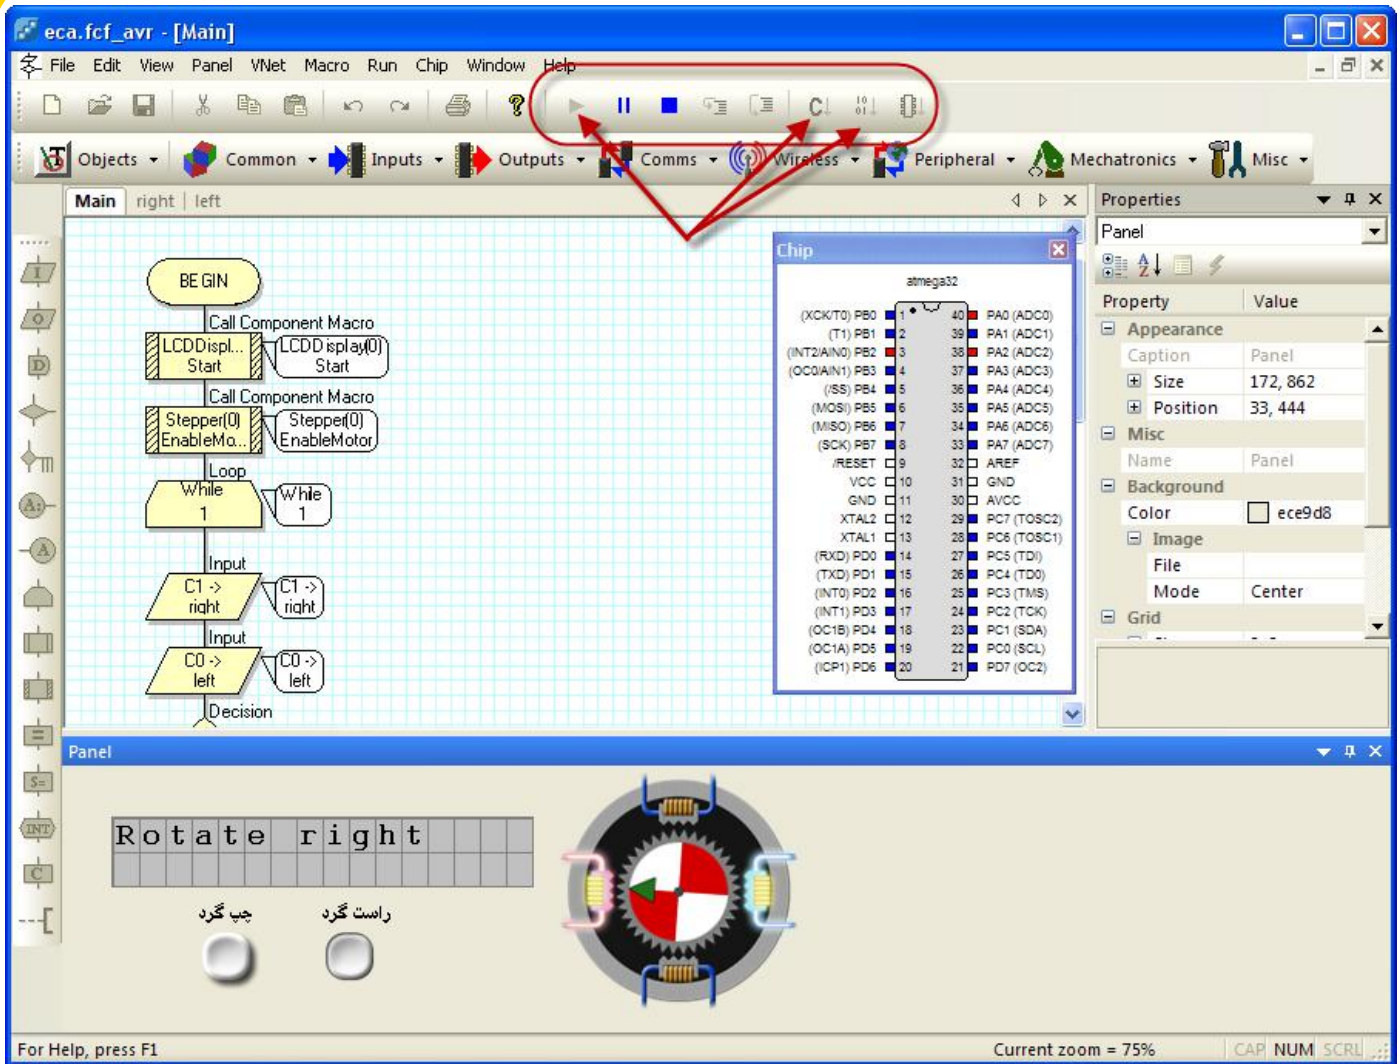 eca.fcf_avr - [Main]
File Edit View Panel VNet Macro Run Chip Window Help
Objects Common Inputs Outputs Comms Wireless Peripheral Mechatronics Misc
Main right left
BEGIN
Call Component Macro
LCDDispl... Start
LCDDisplay(0) Start
Call Component Macro
Stepper(0) EnableMo...
Stepper(0) EnableMotor
Loop
While 1
While 1
Input
C1 -> right
C1 -> right
Input
C0 -> left
C0 -> left
Decision
Chip
atmega32
(XCK/T0) PB0 1 40 PA0 (ADC0)
(T1) PB1 2 39 PA1 (ADC1)
(INT2/AIN0) PB2 3 38 PA2 (ADC2)
(OC0/AIN1) PB3 4 37 PA3 (ADC3)
(/SS) PB4 5 36 PA4 (ADC4)
(MOSI) PB5 6 35 PA5 (ADC5)
(MISO) PB6 7 34 PA6 (ADC6)
(SCK) PB7 8 33 PA7 (ADC7)
/RESET 9 32 AREF
VCC 10 31 GND
GND 11 30 AVCC
XTAL2 12 29 PC7 (TOSC2)
XTAL1 13 28 PC6 (TOSC1)
(RXD) PD0 14 27 PC5 (TDI)
(TXD) PD1 15 26 PC4 (TD0)
(INT0) PD2 16 25 PC3 (TMS)
(INT1) PD3 17 24 PC2 (TCK)
(OC1B) PD4 18 23 PC1 (SDA)
(OC1A) PD5 19 22 PC0 (SCL)
(ICP1) PD6 20 21 PD7 (OC2)
Properties
Panel
Property Value
Appearance
Caption Panel
Size 172, 862
Position 33, 444
Misc
Name Panel
Background
Color ece9d8
Image
File
Mode Center
Grid
Panel
Rotate right
چپ گرد
راست گرد
For Help, press F1
Current zoom = 75%
CAP NUM SCRL